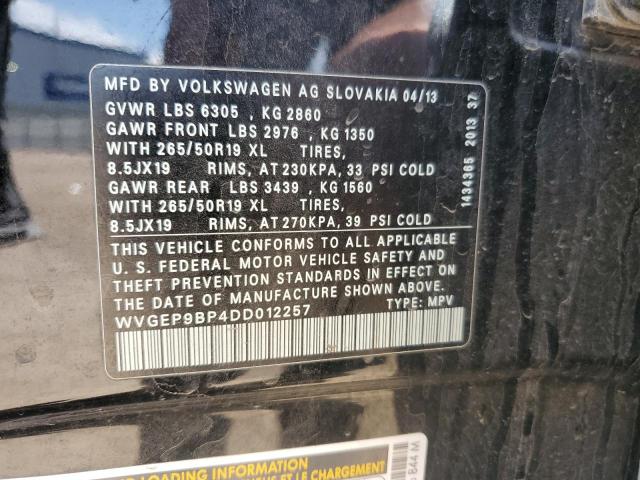 MFD BY VOLKSWAGEN AG SLOVAKIA 04/13
GVWR LBS 6305 , KG 2860
GAWR FRONT LBS 2976 , KG 1350
WITH 265/50R19 XL TIRES,
8.5JX19 RIMS, AT 230KPA, 33 PSI COLD
GAWR REAR LBS 3439 , KG 1560
WITH 265/50R19 XL TIRES,
8.5JX19 RIMS, AT 270KPA, 39 PSI COLD
THIS VEHICLE CONFORMS TO ALL APPLICABLE
U. S. FEDERAL MOTOR VEHICLE SAFETY AND
THEFT PREVENTION STANDARDS IN EFFECT ON
THE DATE OF MANUFACTURE SHOWN ABOVE.
WVGEP9BP4DD012257 TYPE: MPV
1434365 2013 37
LOADING INFORMATION
ET LE CHARGEMENT
844 M